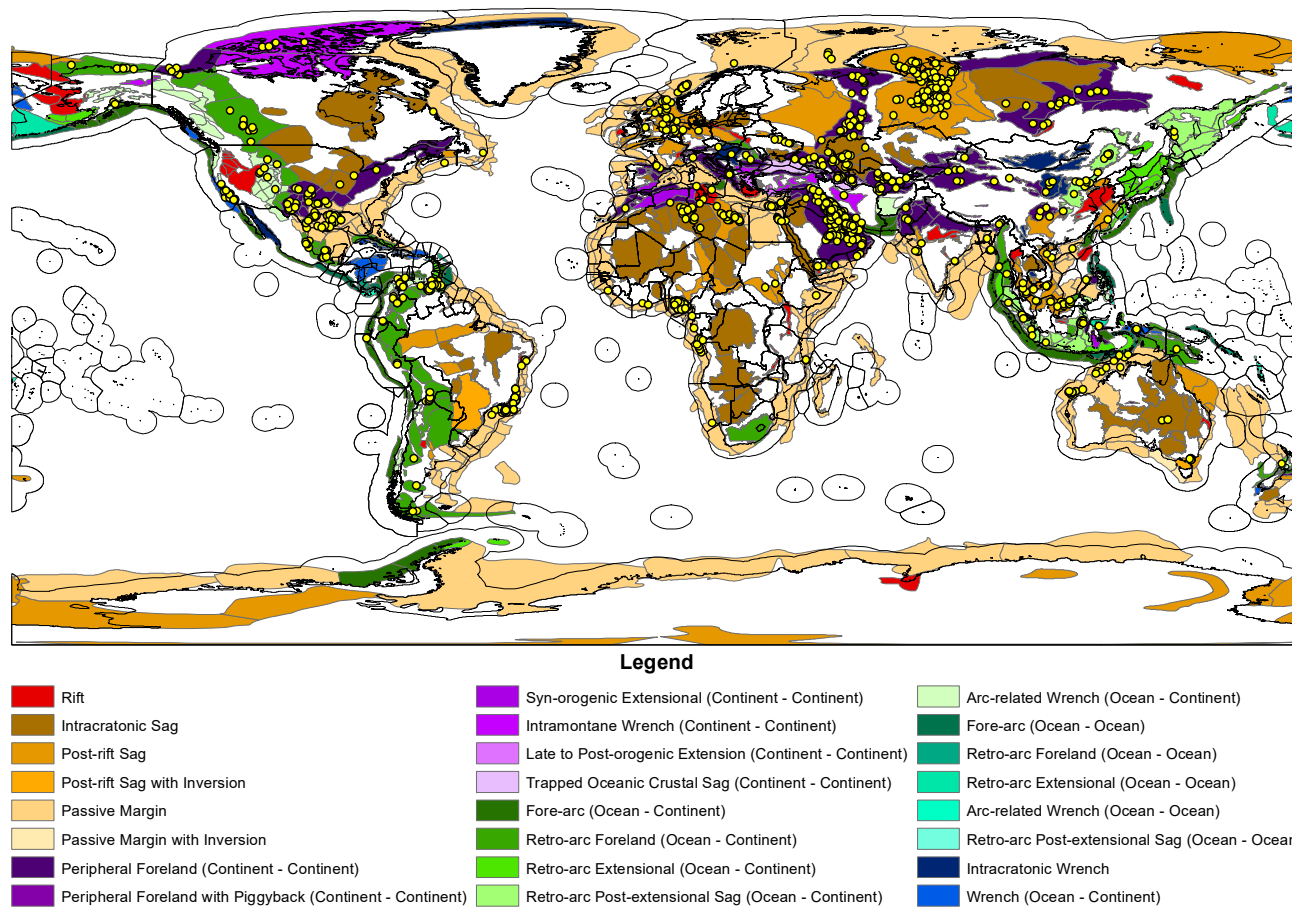 Legend
Rift
Intracratonic Sag
Post-rift Sag
Post-rift Sag with Inversion
Passive Margin
Passive Margin with Inversion
Peripheral Foreland (Continent - Continent)
Peripheral Foreland with Piggyback (Continent - Continent)
Syn-orogenic Extensional (Continent - Continent)
Intramontane Wrench (Continent - Continent)
Late to Post-orogenic Extension (Continent - Continent)
Trapped Oceanic Crustal Sag (Continent - Continent)
Fore-arc (Ocean - Continent)
Retro-arc Foreland (Ocean - Continent)
Retro-arc Extensional (Ocean - Continent)
Retro-arc Post-extensional Sag (Ocean - Continent)
Arc-related Wrench (Ocean - Continent)
Fore-arc (Ocean - Ocean)
Retro-arc Foreland (Ocean - Ocean)
Retro-arc Extensional (Ocean - Ocean)
Arc-related Wrench (Ocean - Ocean)
Retro-arc Post-extensional Sag (Ocean - Ocean
Intracratonic Wrench
Wrench (Ocean - Continent)